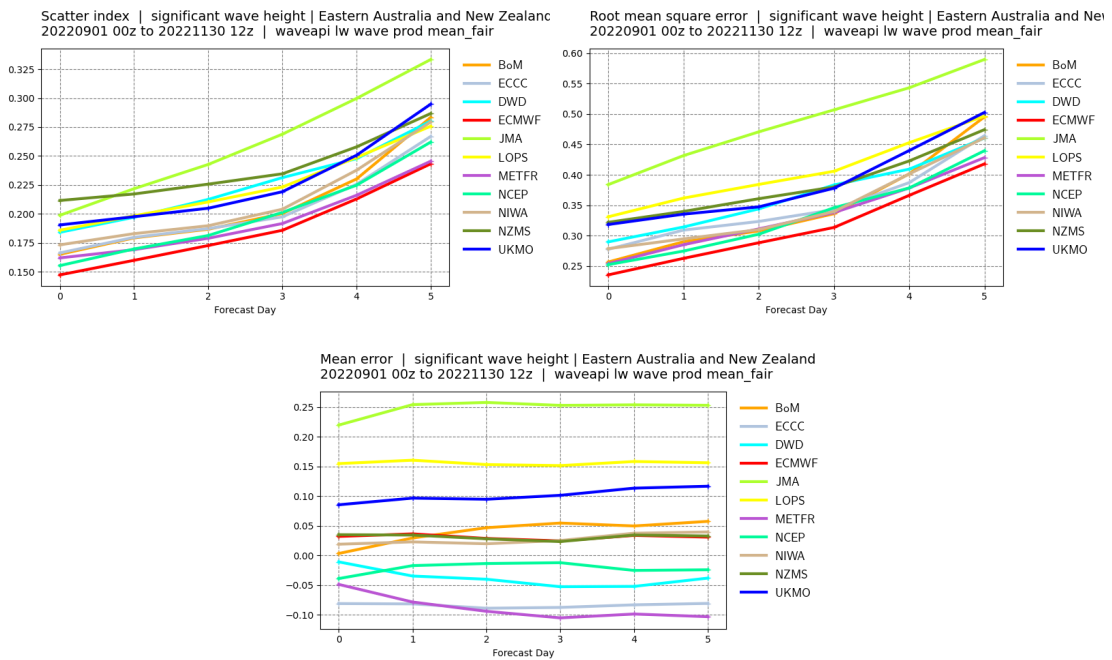 Scatter index | significant wave height | Eastern Australia and New Zealand
20220901 00z to 20221130 12z | waveapi lw wave prod mean_fair
0.325
0.300
0.275
0.250
0.225
0.200
0.175
0.150
0 1 2 3 4 5
Forecast Day
BoM
ECCC
DWD
ECMWF
JMA
LOPS
METFR
NCEP
NIWA
NZMS
UKMO
Root mean square error | significant wave height | Eastern Australia and New
20220901 00z to 20221130 12z | waveapi lw wave prod mean_fair
0.60
0.55
0.50
0.45
0.40
0.35
0.30
0.25
0 1 2 3 4 5
Forecast Day
BoM
ECCC
DWD
ECMWF
JMA
LOPS
METFR
NCEP
NIWA
NZMS
UKMO
Mean error | significant wave height | Eastern Australia and New Zealand
20220901 00z to 20221130 12z | waveapi lw wave prod mean_fair
0.25
0.20
0.15
0.10
0.05
0.00
−0.05
−0.10
0 1 2 3 4 5
Forecast Day
BoM
ECCC
DWD
ECMWF
JMA
LOPS
METFR
NCEP
NIWA
NZMS
UKMO